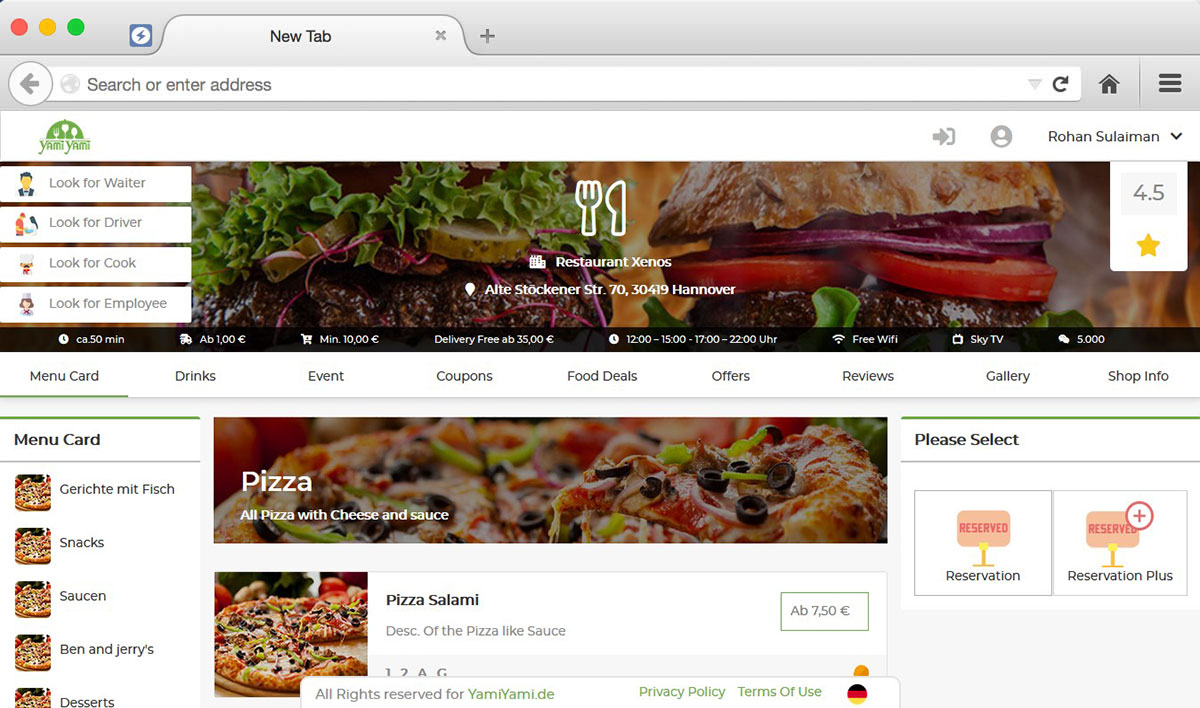 New Tab
Search or enter address
Yami Yami
Rohan Sulaiman
Look for Waiter
Look for Driver
Look for Cook
Look for Employee
4.5
Restaurant Xenos
Alte Stöckener Str. 70, 30419 Hannover
ca.50 min
Ab 1,00 €
Min. 10,00 €
Delivery Free ab 35,00 €
12:00 – 15:00 - 17:00 – 22:00 Uhr
Free Wifi
Sky TV
5.000
Menu Card
Drinks
Event
Coupons
Food Deals
Offers
Reviews
Gallery
Shop Info
Menu Card
Gerichte mit Fisch
Snacks
Saucen
Ben and jerry's
Desserts
Pizza
All Pizza with Cheese and sauce
Pizza Salami
Desc. Of the Pizza like Sauce
Ab 7,50 €
1, 2, A, G
Please Select
RESERVED
Reservation
RESERVED
Reservation Plus
All Rights reserved for YamiYami.de
Privacy Policy
Terms Of Use